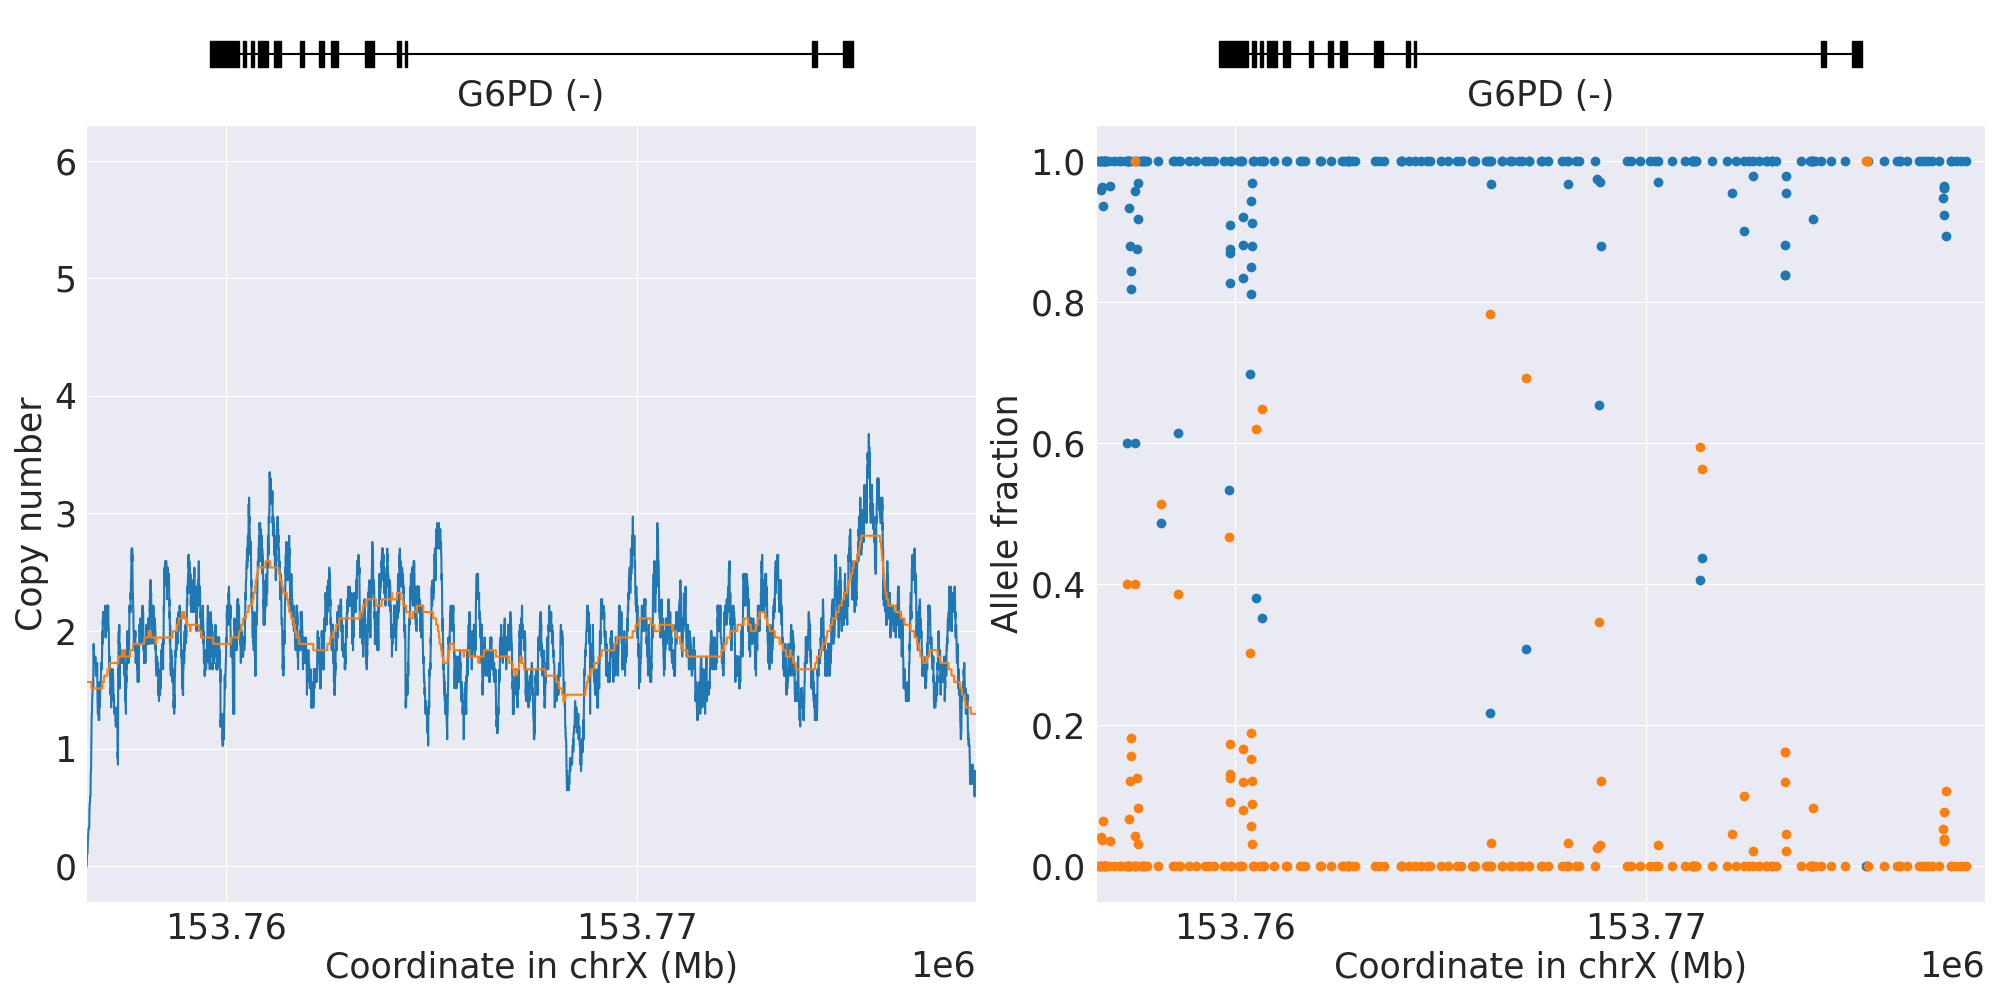 G6PD (-)
G6PD (-)
Copy number
6
5
4
3
2
1
0
153.76
153.77
Coordinate in chrX (Mb)
1e6
Allele fraction
1.0
0.8
0.6
0.4
0.2
0.0
153.76
153.77
Coordinate in chrX (Mb)
1e6